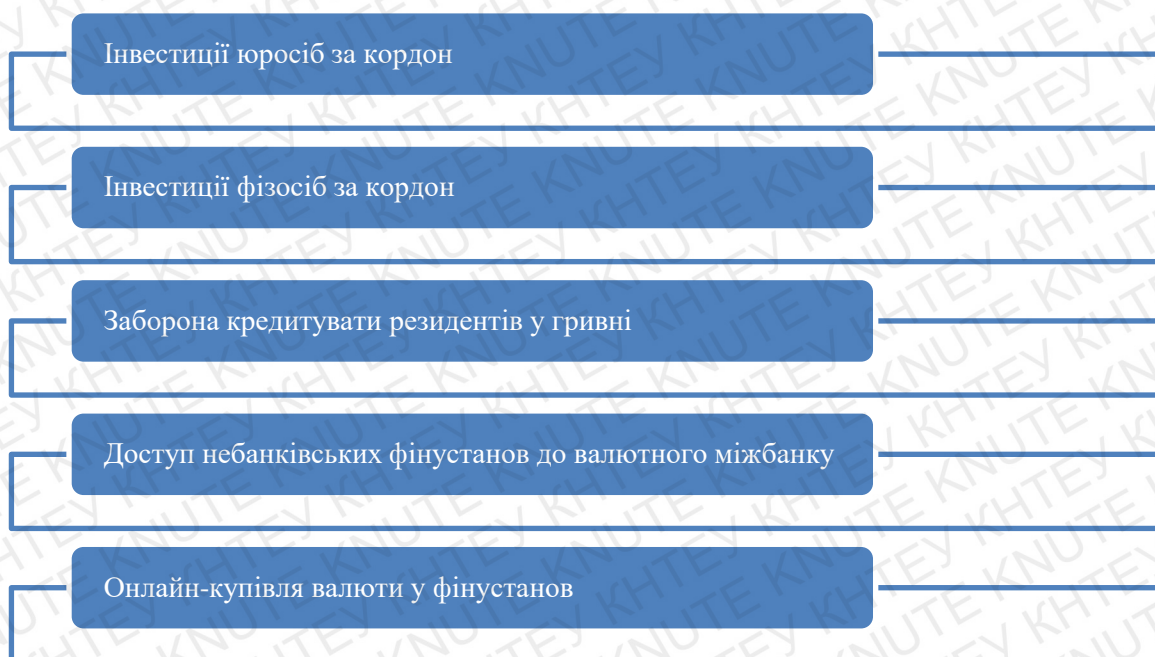 Інвестиції юросіб за кордон
Інвестиції фізосіб за кордон
Заборона кредитувати резидентів у гривні
Доступ небанківських фінустанов до валютного міжбанку
Онлайн-купівля валюти у фінустанов